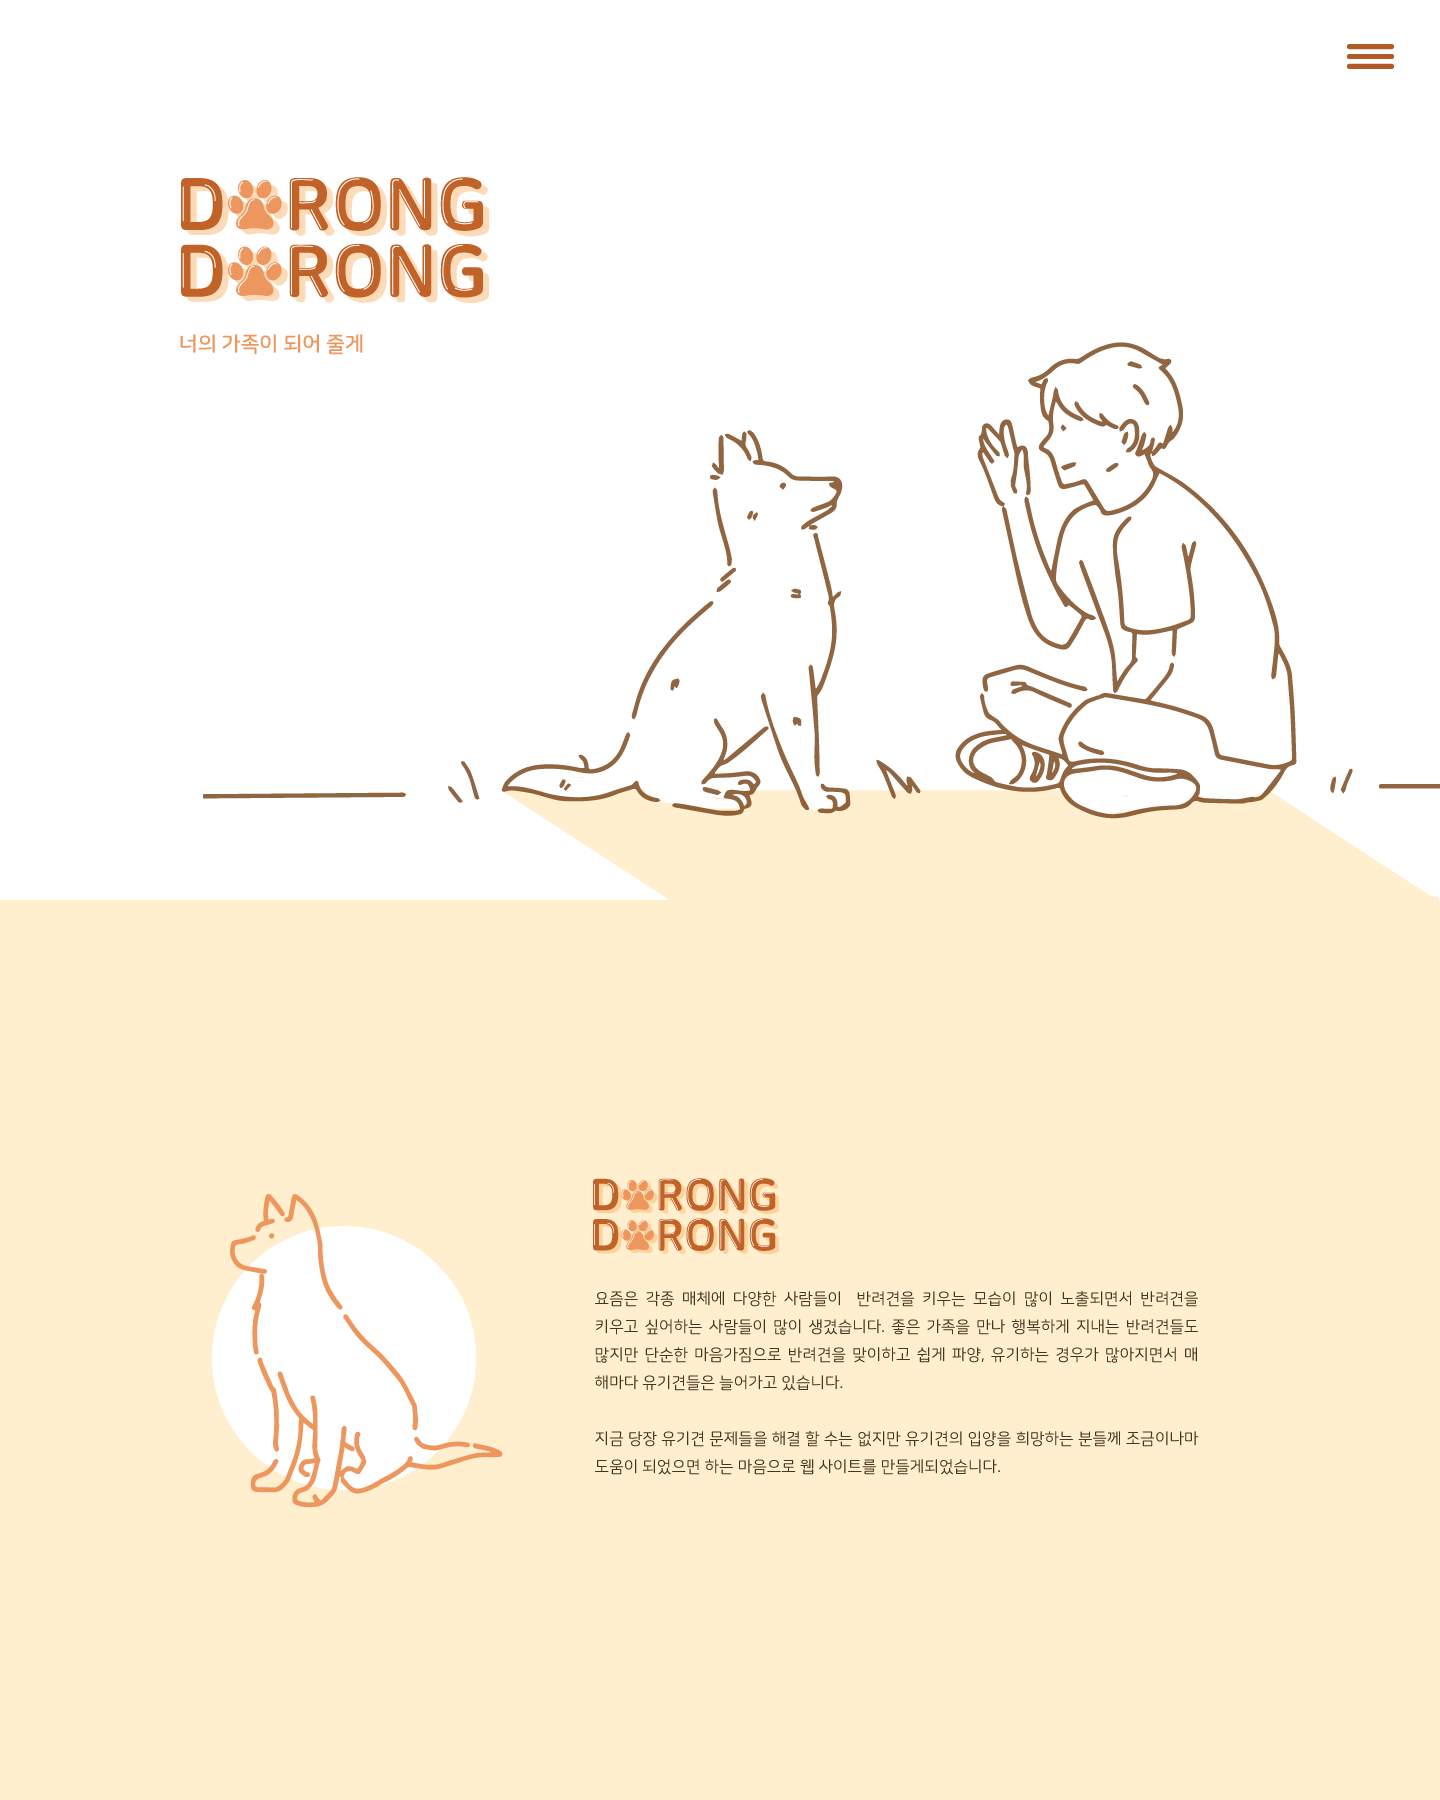 DARONG
DARONG
너의 가족이 되어 줄게
DARONG
DARONG
요즘은 각종 매체에 다양한 사람들이 반려견을 키우는 모습이 많이 노출되면서 반려견을
키우고 싶어하는 사람들이 많이 생겼습니다. 좋은 가족을 만나 행복하게 지내는 반려견들도
많지만 단순한 마음가짐으로 반려견을 맞이하고 쉽게 파양, 유기하는 경우가 많아지면서 매
해마다 유기견들은 늘어가고 있습니다.
지금 당장 유기견 문제들을 해결 할 수는 없지만 유기견의 입양을 희망하는 분들께 조금이나마
도움이 되었으면 하는 마음으로 웹 사이트를 만들게되었습니다.